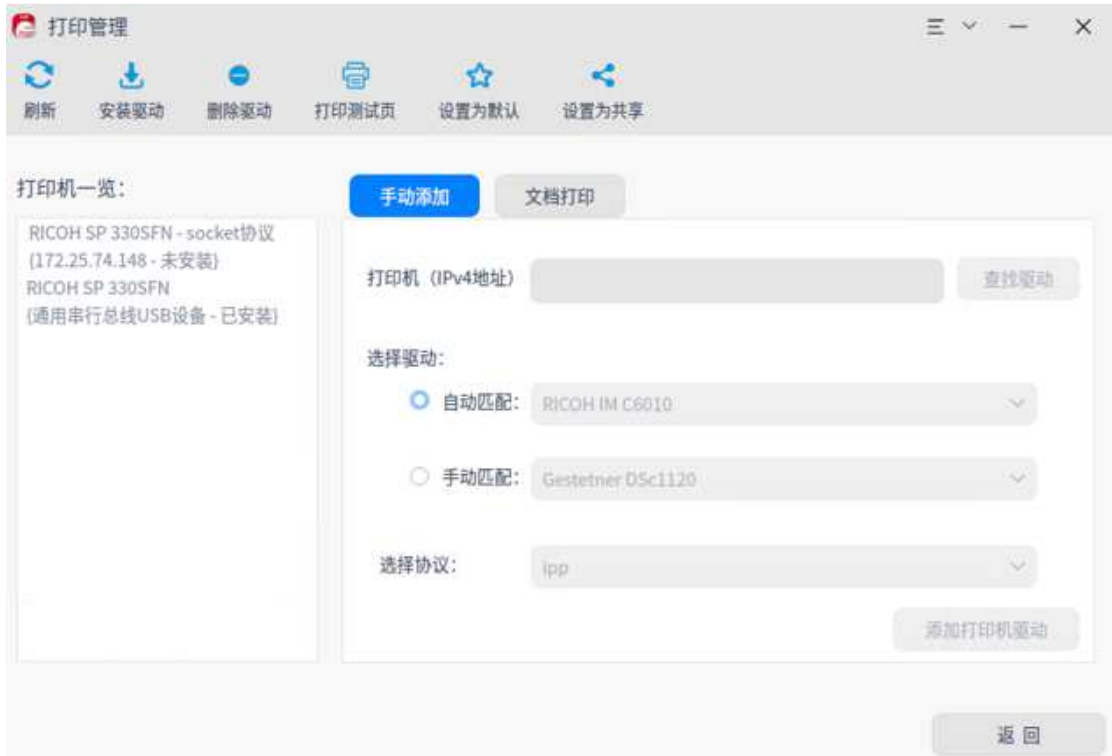 打印管理
刷新 安装驱动 删除驱动 打印测试页 设置为默认 设置为共享
打印机一览：
手动添加 文档打印
RICOH SP 330SFN - socket协议
{172.25.74.148 - 未安装}
RICOH SP 330SFN
{通用串行总线USB设备 - 已安装}
打印机（IPv4地址） 查找驱动
选择驱动：
自动匹配： RICOH IM C6010
手动匹配： Gestetner DSc1120
选择协议： ipp
添加打印机驱动
返 回